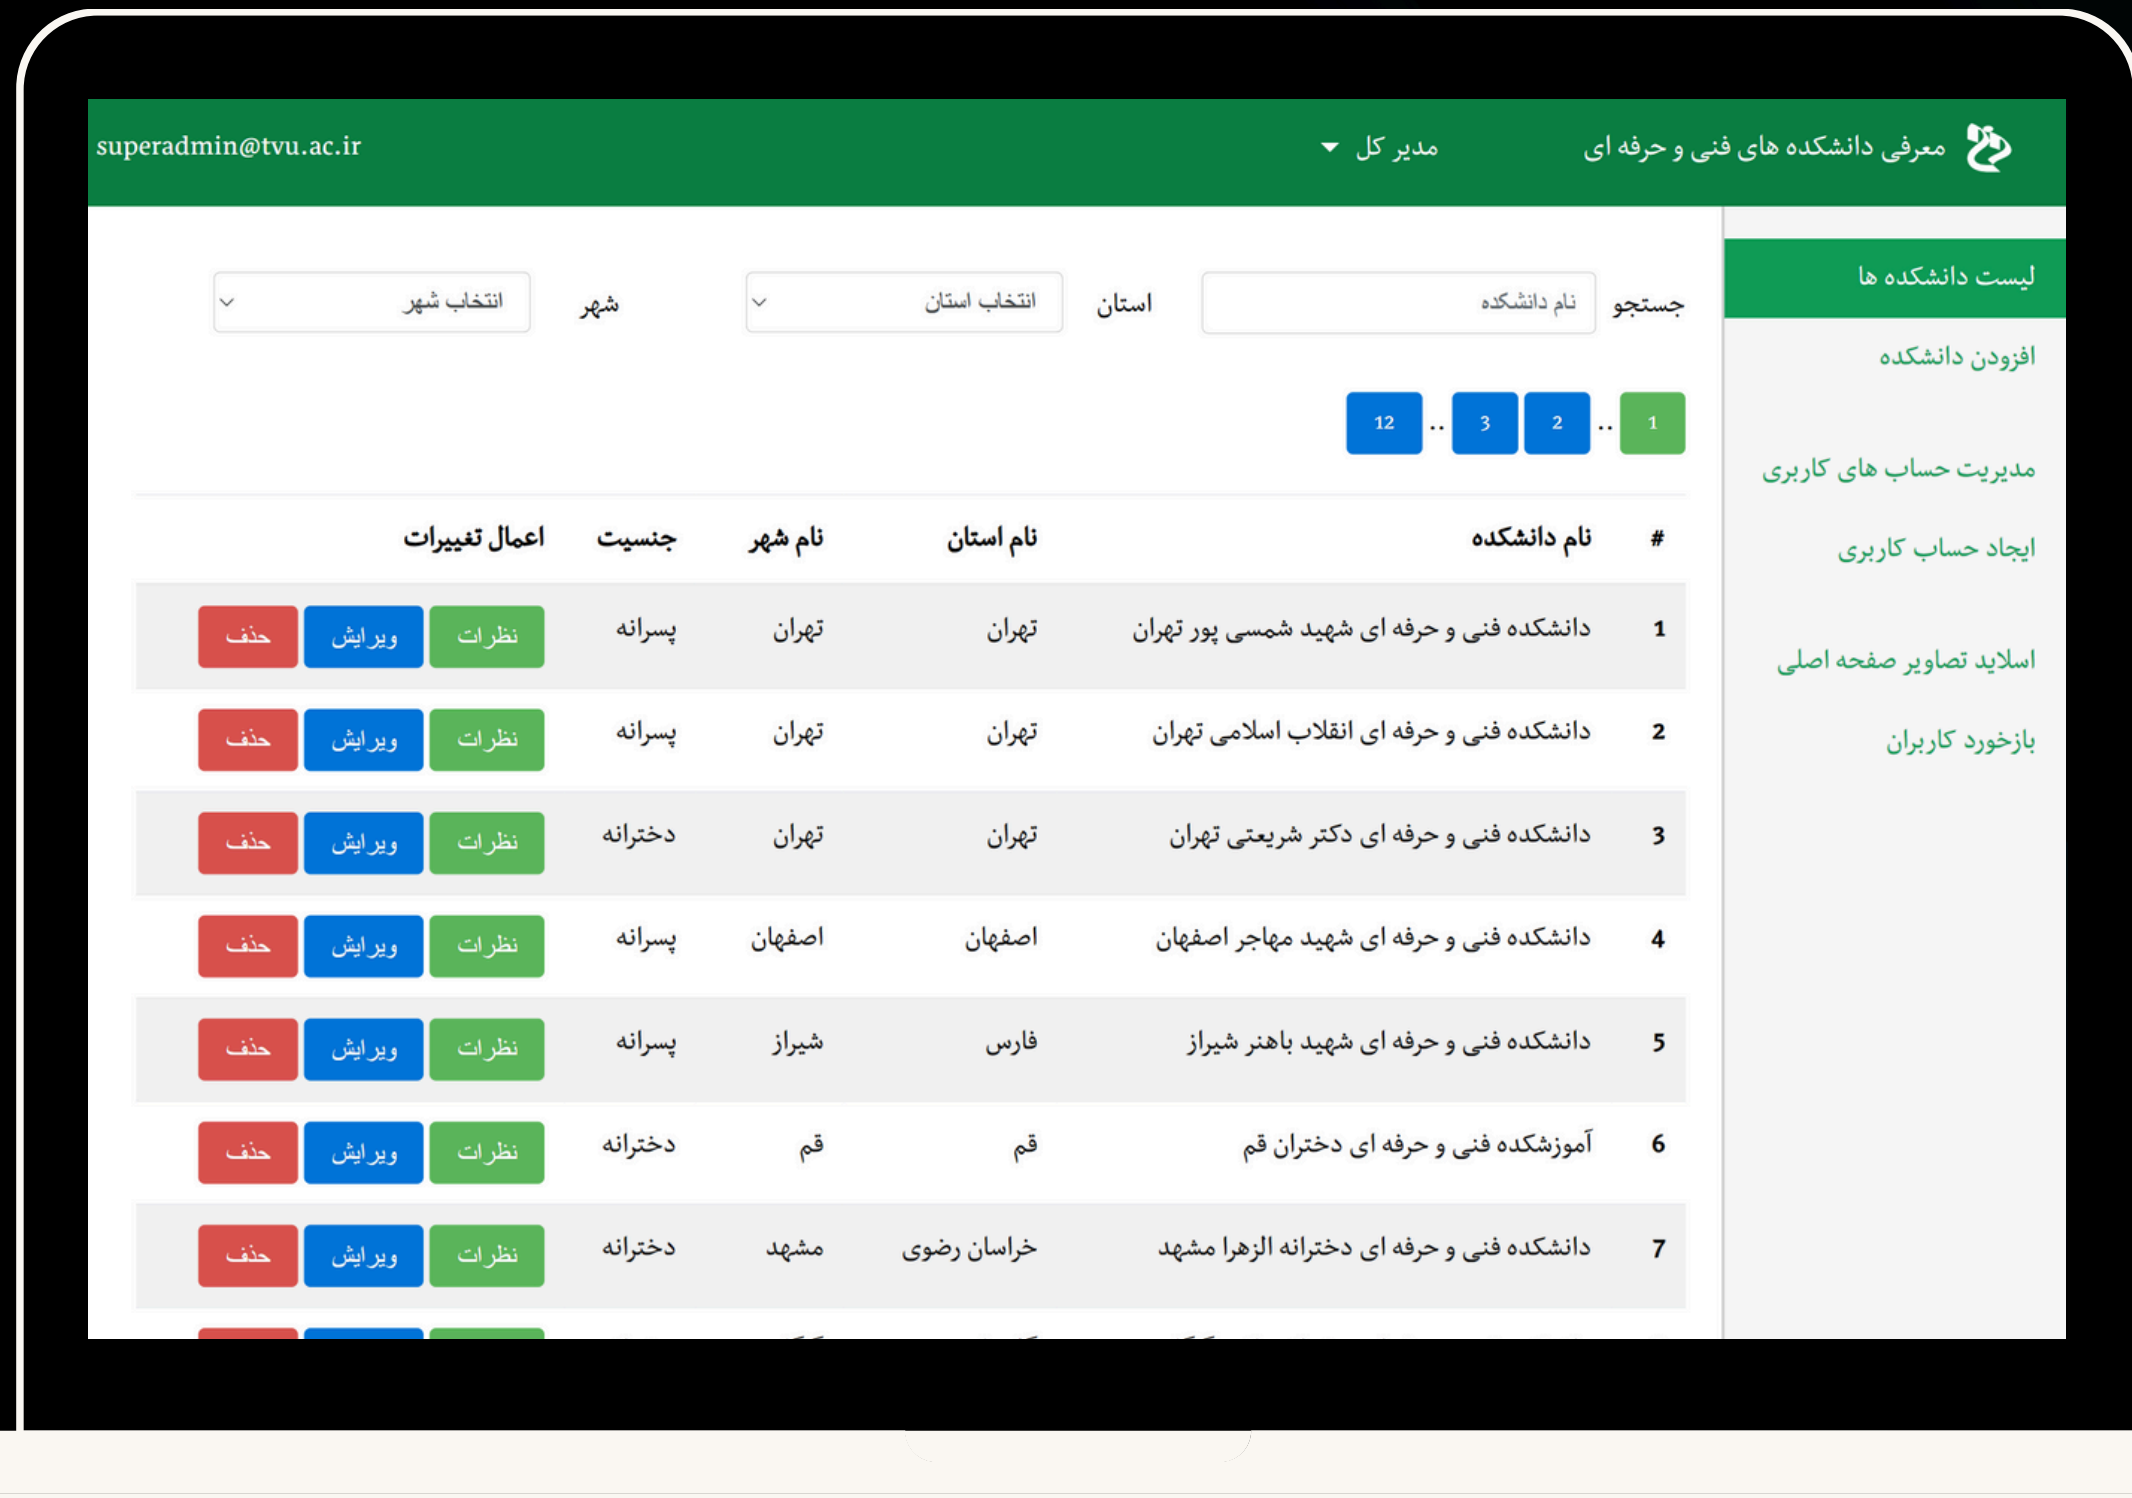 معرفی دانشکده های فنی و حرفه ای
مدیر کل
superadmin@tvu.ac.ir
لیست دانشکده ها
افزودن دانشکده
مدیریت حساب های کاربری
ایجاد حساب کاربری
اسلاید تصاویر صفحه اصلی
بازخورد کاربران
جستجو نام دانشکده استان انتخاب استان شهر انتخاب شهر
1 .. 2 3 .. 12
# نام دانشکده نام استان نام شهر جنسیت اعمال تغییرات
1 دانشکده فنی و حرفه ای شهید شمسی پور تهران تهران تهران پسرانه نظرات ویرایش حذف
2 دانشکده فنی و حرفه ای انقلاب اسلامی تهران تهران تهران پسرانه نظرات ویرایش حذف
3 دانشکده فنی و حرفه ای دکتر شریعتی تهران تهران تهران دخترانه نظرات ویرایش حذف
4 دانشکده فنی و حرفه ای شهید مهاجر اصفهان اصفهان اصفهان پسرانه نظرات ویرایش حذف
5 دانشکده فنی و حرفه ای شهید باهنر شیراز فارس شیراز پسرانه نظرات ویرایش حذف
6 آموزشکده فنی و حرفه ای دختران قم قم قم دخترانه نظرات ویرایش حذف
7 دانشکده فنی و حرفه ای دخترانه الزهرا مشهد خراسان رضوی مشهد دخترانه نظرات ویرایش حذف